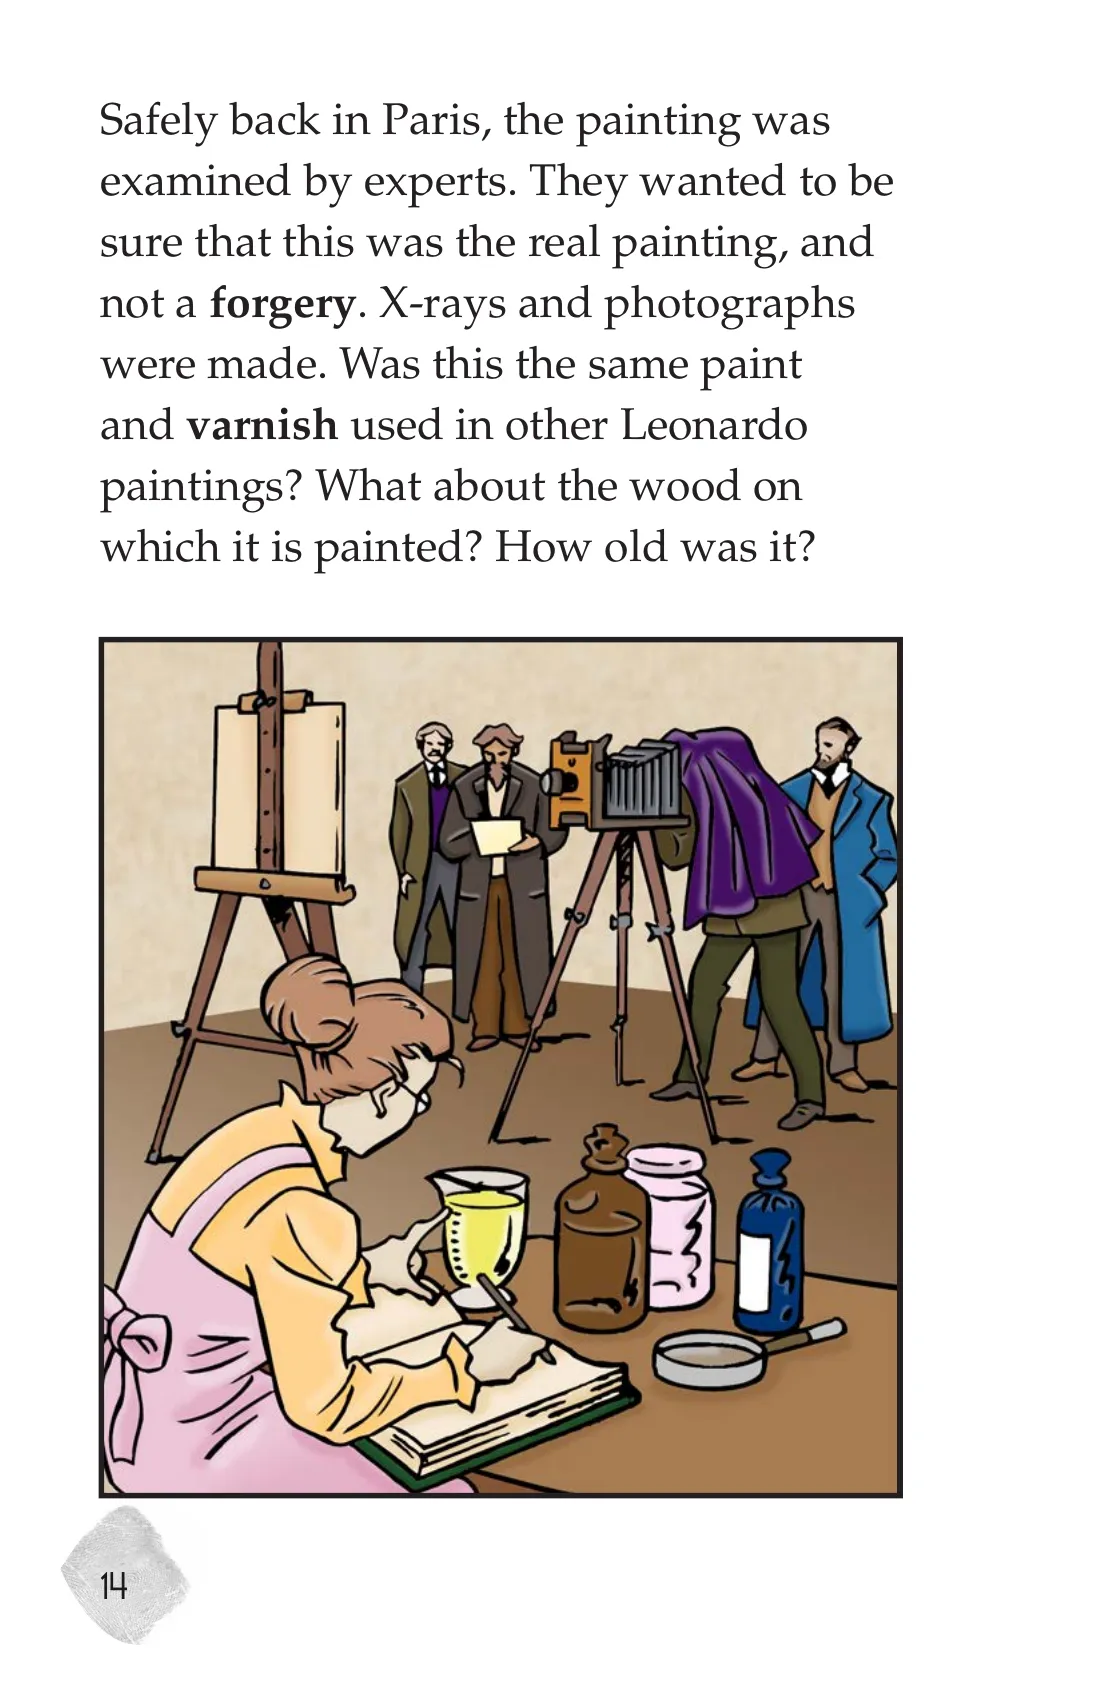 Safely back in Paris, the painting was
examined by experts. They wanted to be
sure that this was the real painting, and
not a forgery. X-rays and photographs
were made. Was this the same paint
and varnish used in other Leonardo
paintings? What about the wood on
which it is painted? How old was it?
14